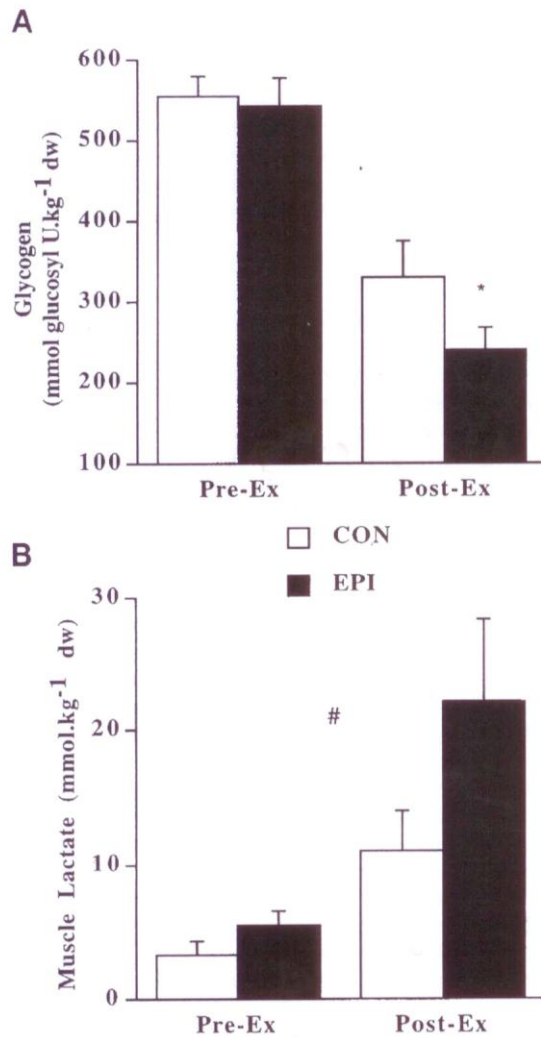 A
600
500
400
300
200
100
Glycogen
(mmol glucosyl U.kg-1 dw)
*
Pre-Ex
Post-Ex
CON
EPI
B
30
20
10
0
Muscle Lactate (mmol.kg-1 dw)
#
Pre-Ex
Post-Ex